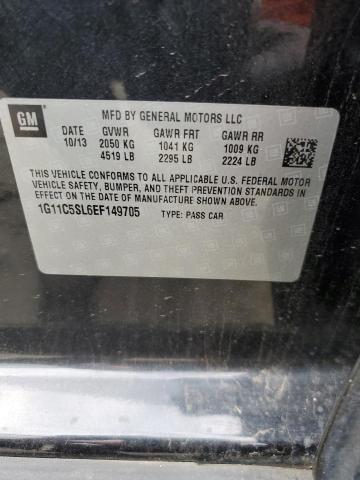 GM
MFD BY GENERAL MOTORS LLC
DATE GVWR GAWR FRT GAWR RR
10/13 2050 KG 1041 KG 1009 KG
4519 LB 2295 LB 2224 LB
THIS VEHICLE CONFORMS TO ALL APPLICABLE U.S. FEDERAL MOTOR
VEHICLE SAFETY, BUMPER, AND THEFT PREVENTION STANDARDS
IN EFFECT ON THE DATE OF MANUFACTURE SHOWN ABOVE.
1G11C5SL6EF149705 TYPE: PASS CAR